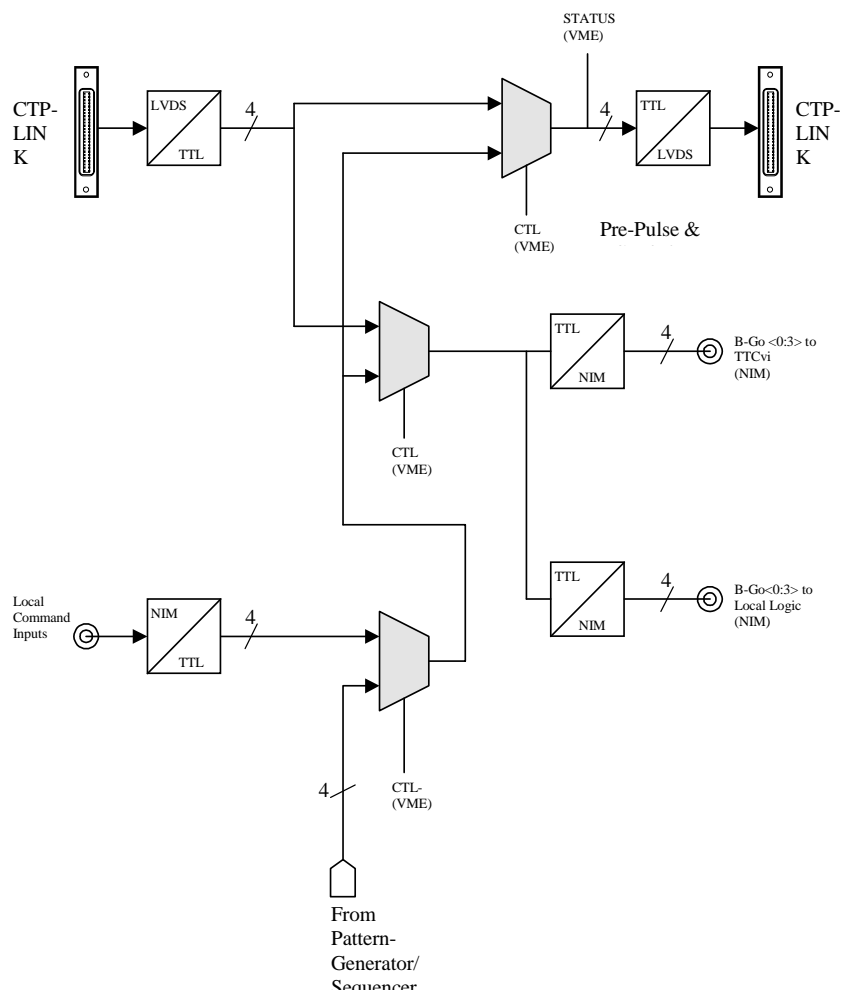 STATUS
(VME)
CTP-
LIN
K
LVDS
TTL
4
4
TTL
LVDS
CTP-
LIN
K
CTL
(VME)
Pre-Pulse &
TTL
NIM
4
B-Go <0:3> to
TTCvi
(NIM)
CTL
(VME)
Local
Command
Inputs
NIM
TTL
4
TTL
NIM
4
B-Go<0:3> to
Local Logic
(NIM)
CTL-
(VME)
4
From
Pattern-
Generator/
Sequencer